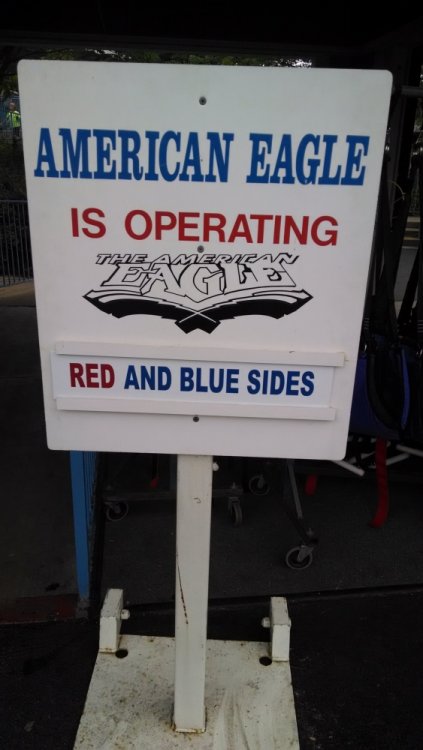 AMERICAN EAGLE
IS OPERATING
THE AMERICAN
EAGLE
RED AND BLUE SIDES